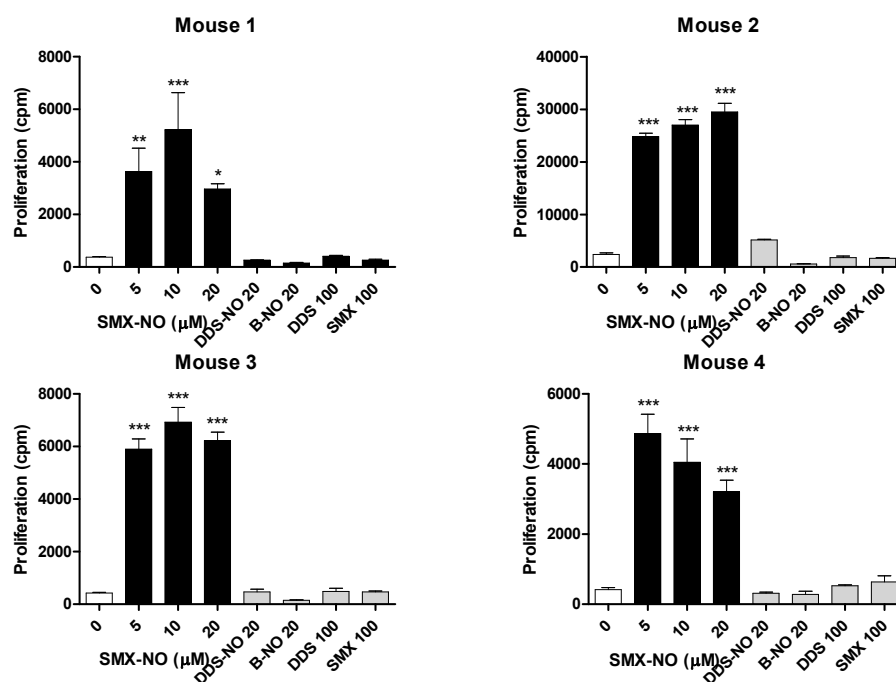 Mouse 1
Proliferation (cpm)
8000
6000
4000
2000
0
** *** *
0 5 10 20 DDS-NO 20 B-NO 20 DDS 100 SMX 100
SMX-NO (μM)
Mouse 2
Proliferation (cpm)
40000
30000
20000
10000
0
*** *** ***
0 5 10 20 DDS-NO 20 B-NO 20 DDS 100 SMX 100
SMX-NO (μM)
Mouse 3
Proliferation (cpm)
8000
6000
4000
2000
0
*** *** ***
0 5 10 20 DDS-NO 20 B-NO 20 DDS 100 SMX 100
SMX-NO (μM)
Mouse 4
Proliferation (cpm)
6000
4000
2000
0
*** *** ***
0 5 10 20 DDS-NO 20 B-NO 20 DDS 100 SMX 100
SMX-NO (μM)